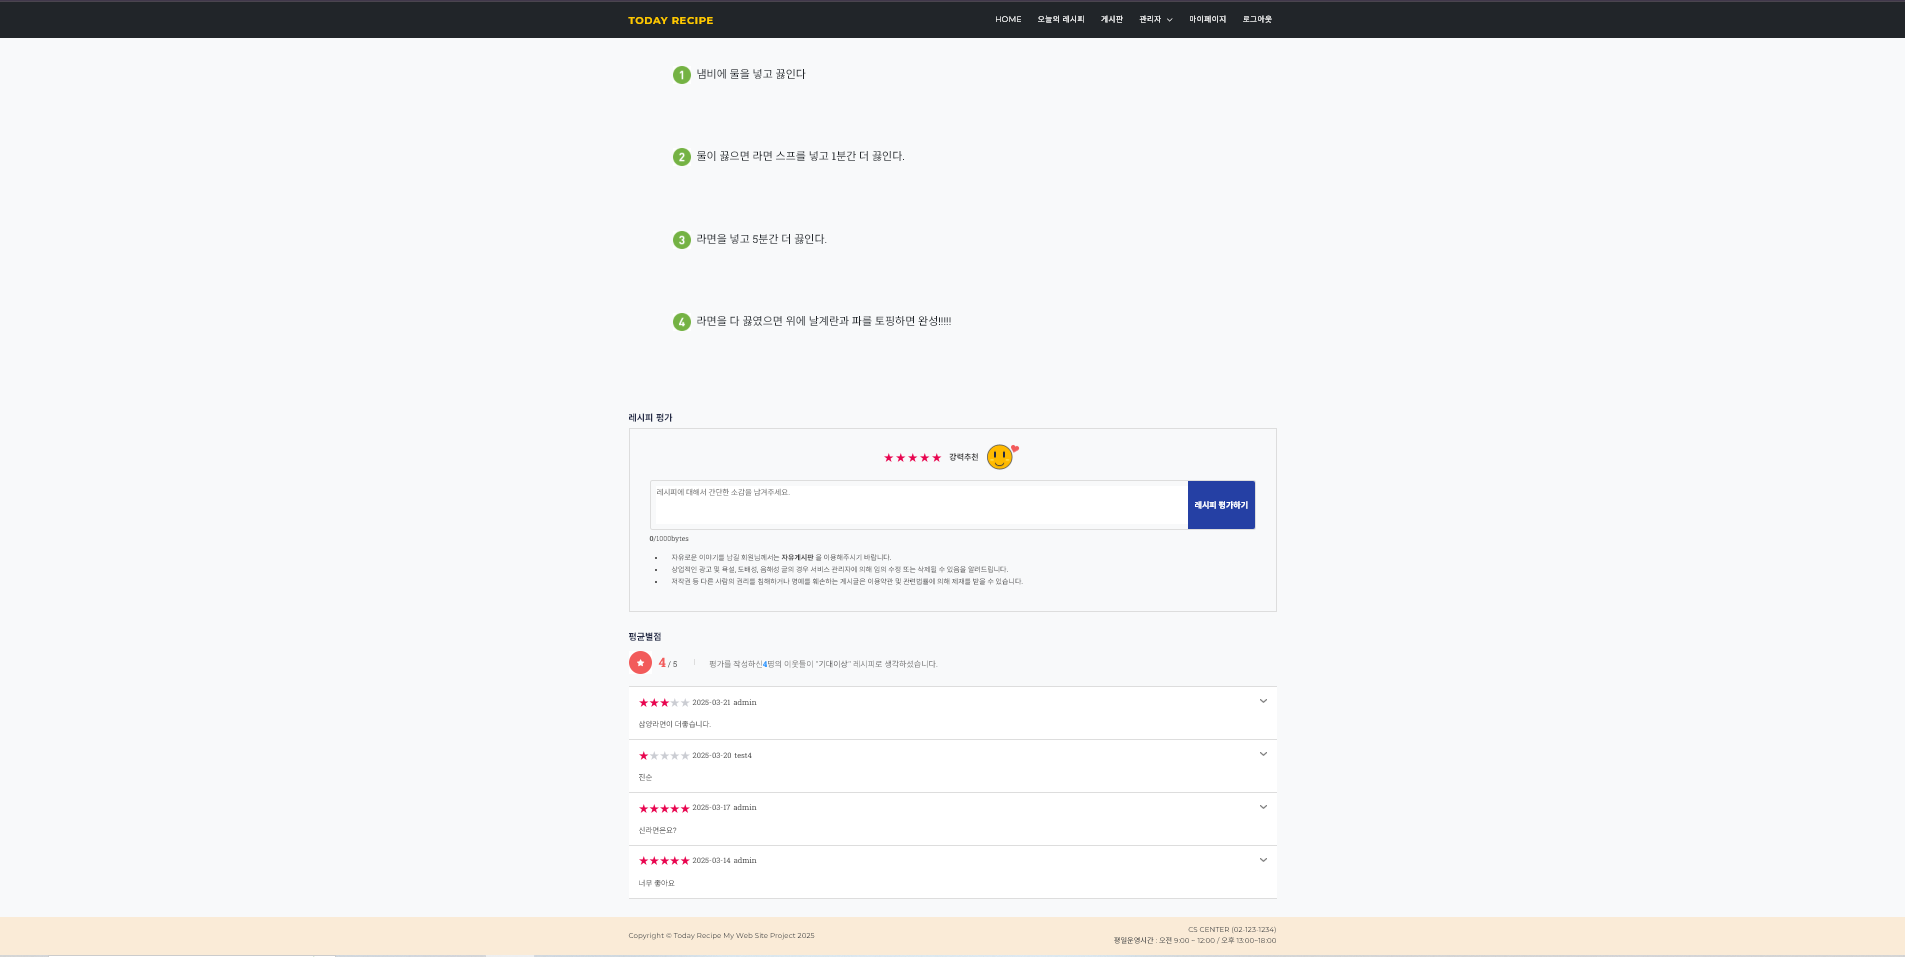 TODAY RECIPE
HOME 오늘의 레시피 게시판 관리자 마이페이지 로그아웃
1 냄비에 물을 넣고 끓인다
2 물이 끓으면 라면 스프를 넣고 1분간 더 끓인다.
3 라면을 넣고 5분간 더 끓인다.
4 라면을 다 끓였으면 위에 날계란과 파를 토핑하면 완성!!!!!
레시피 평가
★★★★★ 강력추천
레시피에 대해서 간단한 소감을 남겨주세요.
레시피 평가하기
0/1000bytes
• 자유로운 이야기를 남길 회원님께서는 자유게시판 을 이용해주시기 바랍니다.
• 상업적인 광고 및 욕설, 도배성, 음해성 글의 경우 서비스 관리자에 의해 임의 수정 또는 삭제될 수 있음을 알려드립니다.
• 저작권 등 다른 사람의 권리를 침해하거나 명예를 훼손하는 게시글은 이용약관 및 관련법률에 의해 제재를 받을 수 있습니다.
평균별점
★ 4 / 5 평가를 작성하신4명의 이웃들이 "기대이상" 레시피로 생각하셨습니다.
★★★★★ 2025-03-21 admin
삼양라면이 더좋습니다.
★★★★★ 2025-03-20 test4
진순
★★★★★ 2025-03-17 admin
신라면은요?
★★★★★ 2025-03-14 admin
너무 좋아요
Copyright © Today Recipe My Web Site Project 2025
CS CENTER (02-123-1234)
평일운영시간 : 오전 9:00 ~ 12:00 / 오후 13:00~18:00